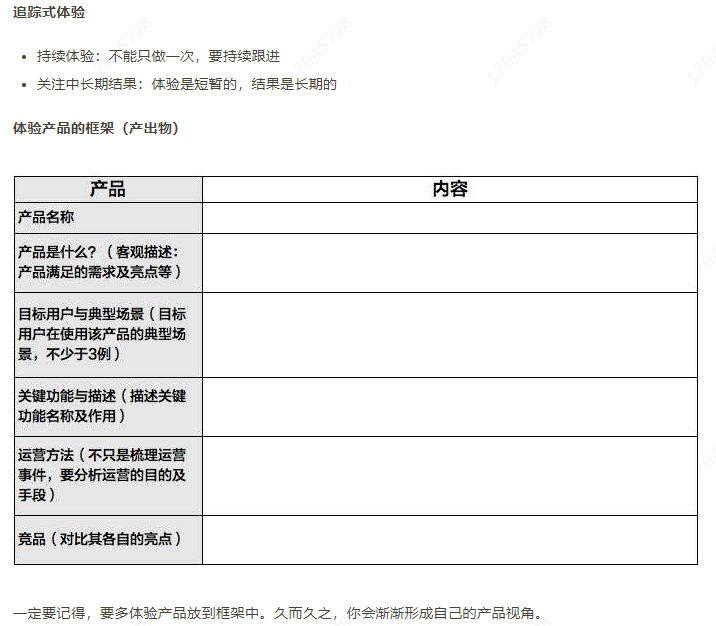 追踪式体验
持续体验：不能只做一次，要持续跟进
关注中长期结果：体验是短暂的，结果是长期的
体验产品的框架（产出物）
产品 内容
产品名称
产品是什么？（客观描述：
产品满足的需求及亮点等）
目标用户与典型场景（目标
用户在使用该产品的典型场
景，不少于3例）
关键功能与描述（描述关键
功能名称及作用）
运营方法（不只是梳理运营
事件，要分析运营的目的及
手段）
竞品（对比其各自的亮点）
一定要记得，要多体验产品放到框架中。久而久之，你会渐渐形成自己的产品视角。
17045728
17045728